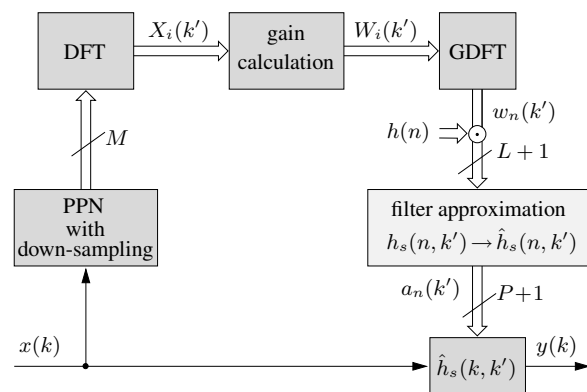 DFT
X_i(k′)
gain
calculation
W_i(k′)
GDFT
h(n)
w_n(k′)
M
L + 1
PPN
with
down-sampling
filter approximation
h_s(n, k′) → ĥ_s(n, k′)
a_n(k′)
P + 1
x(k)
ĥ_s(k, k′)
y(k)